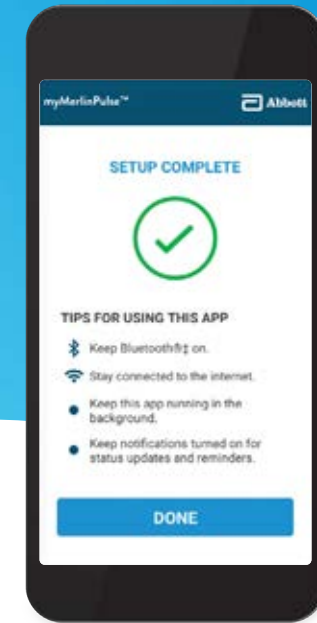 myMerlinPulse™ Abbott
SETUP COMPLETE
TIPS FOR USING THIS APP
Keep Bluetooth®‡ on.
Stay connected to the internet.
Keep this app running in the
background.
Keep notifications turned on for
status updates and reminders.
DONE